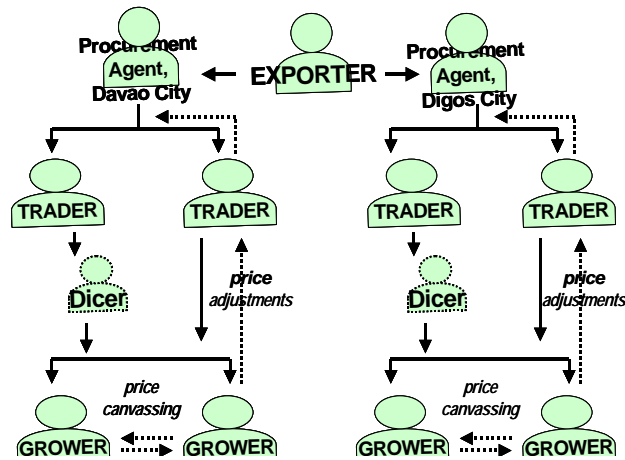 Procurement
Agent,
Davao City
EXPORTER
Procurement
Agent,
Digos City
TRADER
TRADER
TRADER
TRADER
Dicer
price
adjustments
Dicer
price
adjustments
price
canvassing
price
canvassing
GROWER
GROWER
GROWER
GROWER